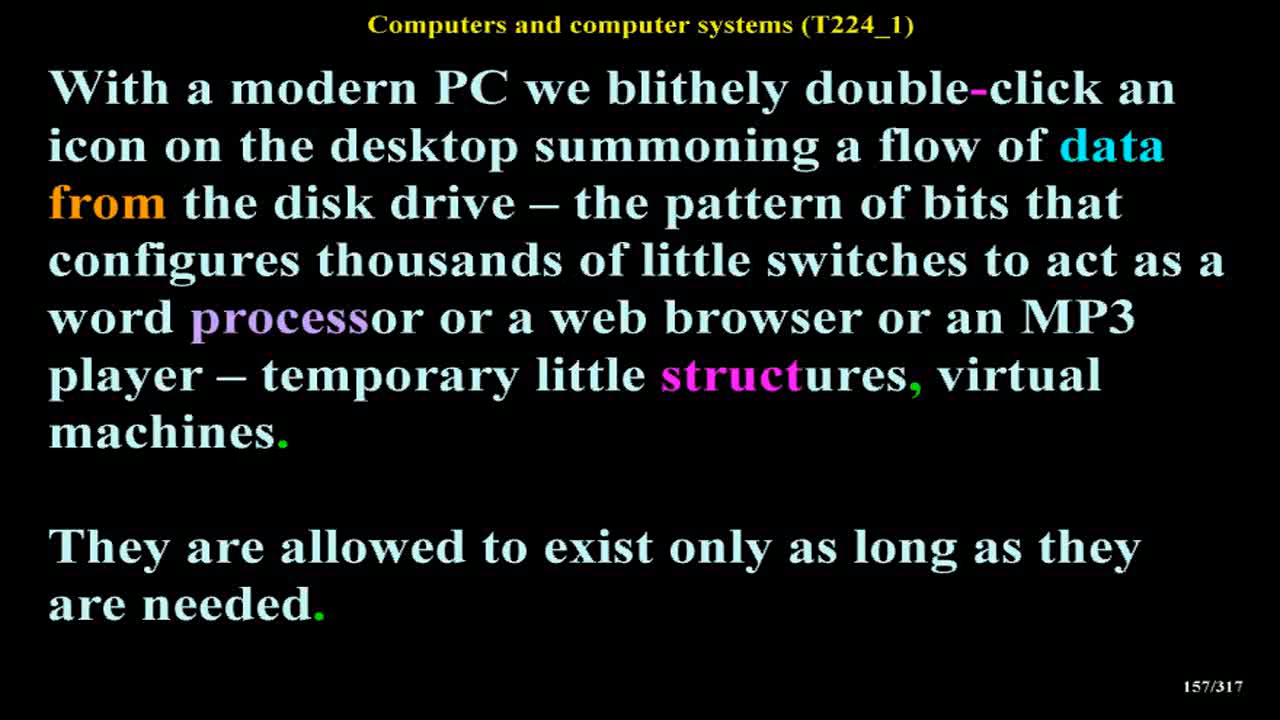 Computers and computer systems (T224_1)
With a modern PC we blithely double-click an
icon on the desktop summoning a flow of data
from the disk drive – the pattern of bits that
configures thousands of little switches to act as a
word processor or a web browser or an MP3
player – temporary little structures, virtual
machines.
They are allowed to exist only as long as they
are needed.
157/317